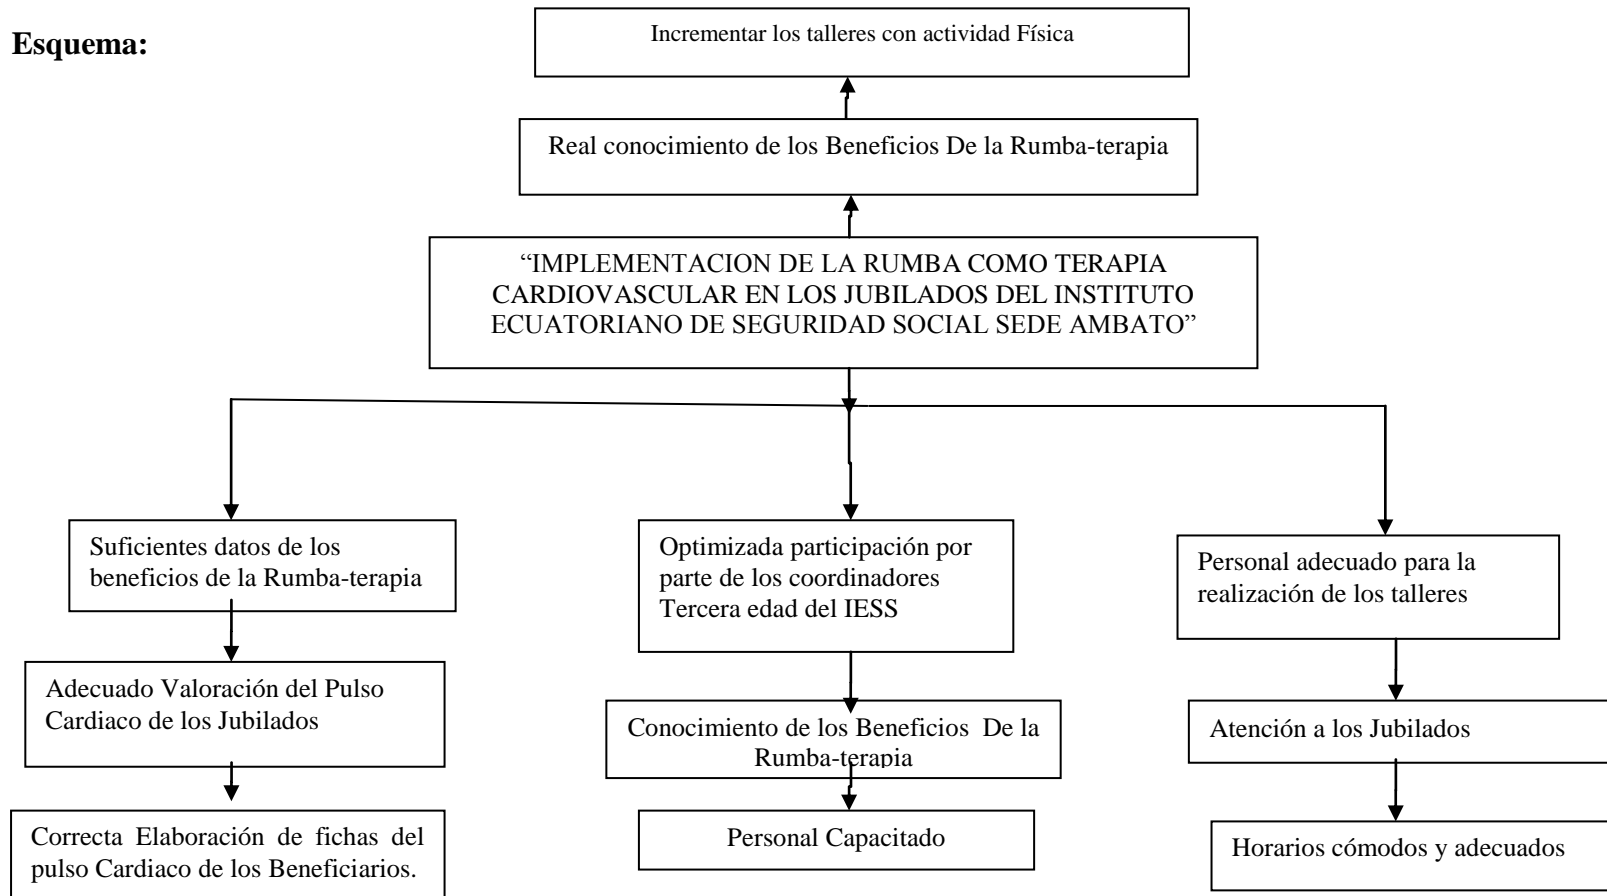 Esquema:
Incrementar los talleres con actividad Física
Real conocimiento de los Beneficios De la Rumba-terapia
“IMPLEMENTACION DE LA RUMBA COMO TERAPIA
CARDIOVASCULAR EN LOS JUBILADOS DEL INSTITUTO
ECUATORIANO DE SEGURIDAD SOCIAL SEDE AMBATO”
Suficientes datos de los
beneficios de la Rumba-terapia
Optimizada participación por
parte de los coordinadores
Tercera edad del IESS
Personal adecuado para la
realización de los talleres
Adecuado Valoración del Pulso
Cardiaco de los Jubilados
Conocimiento de los Beneficios De la
Rumba-terapia
Atención a los Jubilados
Correcta Elaboración de fichas del
pulso Cardiaco de los Beneficiarios.
Personal Capacitado
Horarios cómodos y adecuados